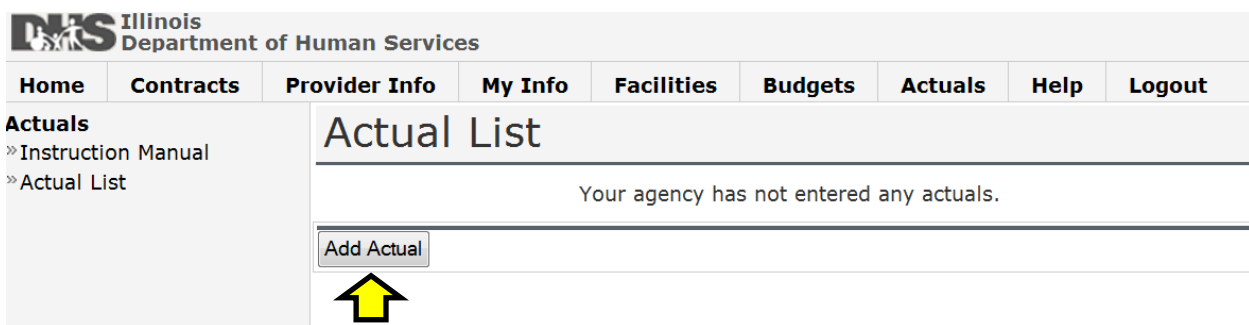 DHS Illinois
Department of Human Services
Home Contracts Provider Info My Info Facilities Budgets Actuals Help Logout
Actuals
»Instruction Manual
»Actual List
Actual List
Your agency has not entered any actuals.
Add Actual